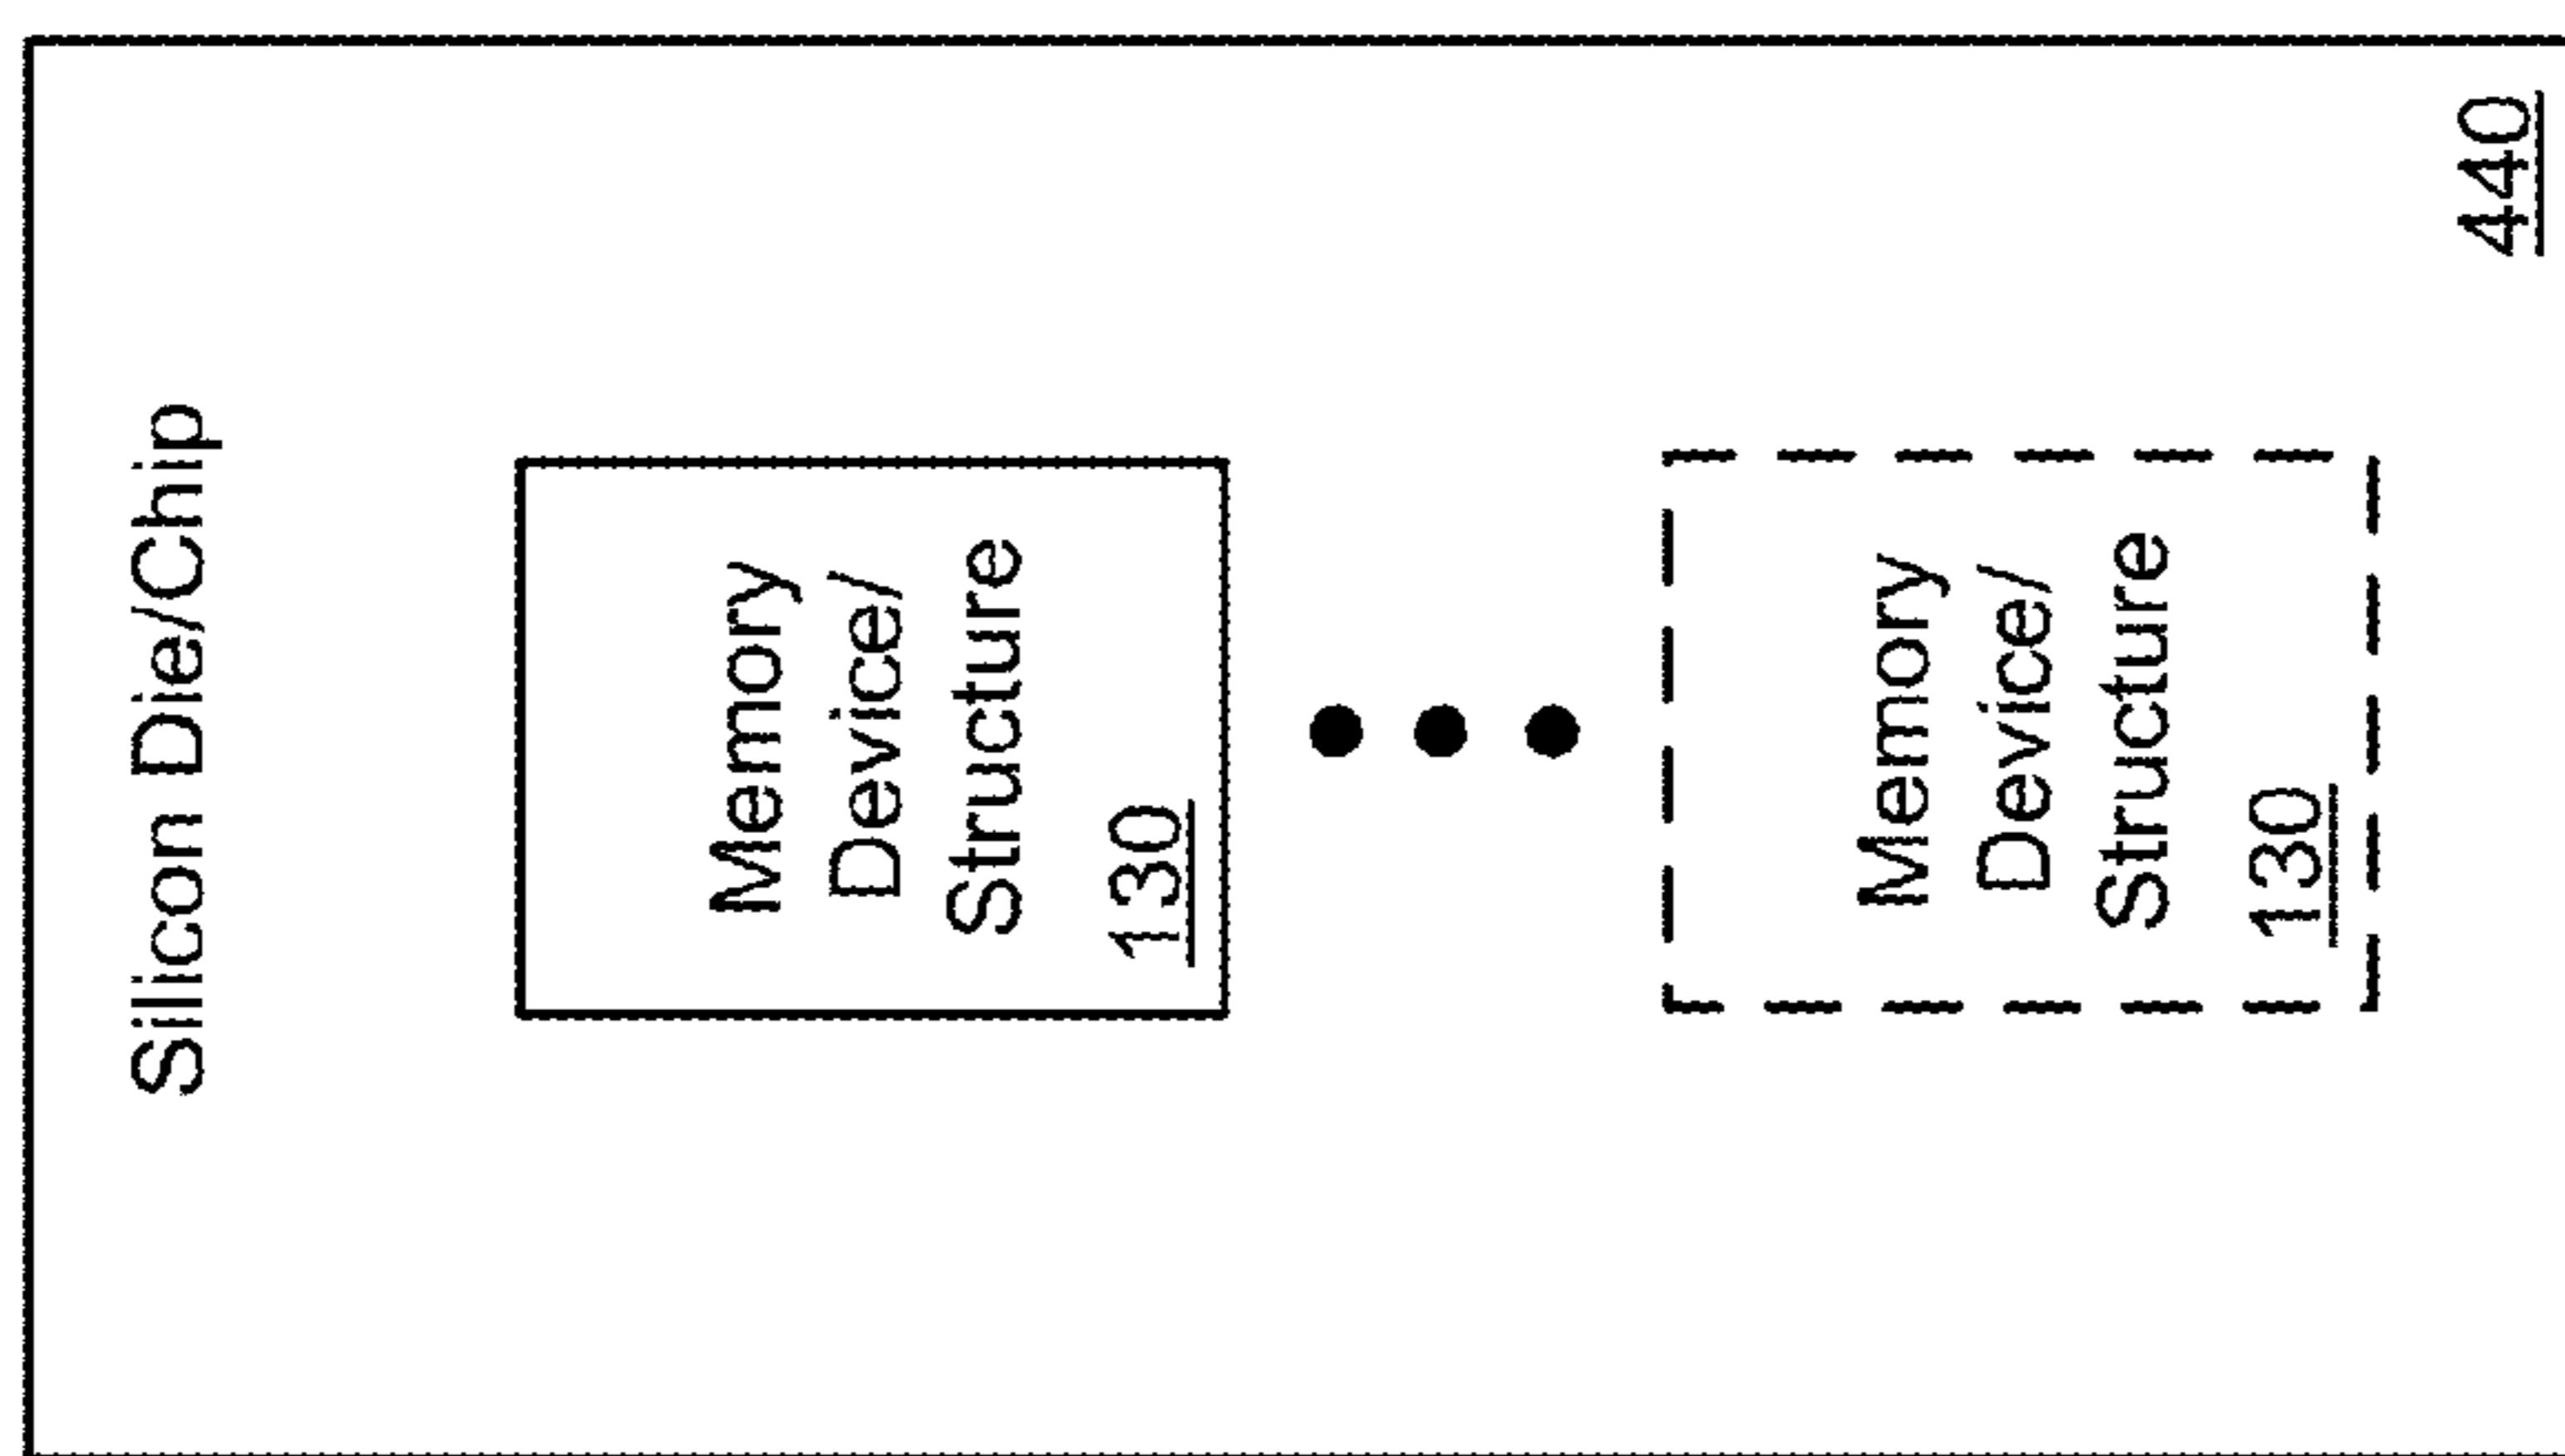 Silicon Die/Chip
Memory
Device/
Structure
130
Memory
Device/
Structure
130
440